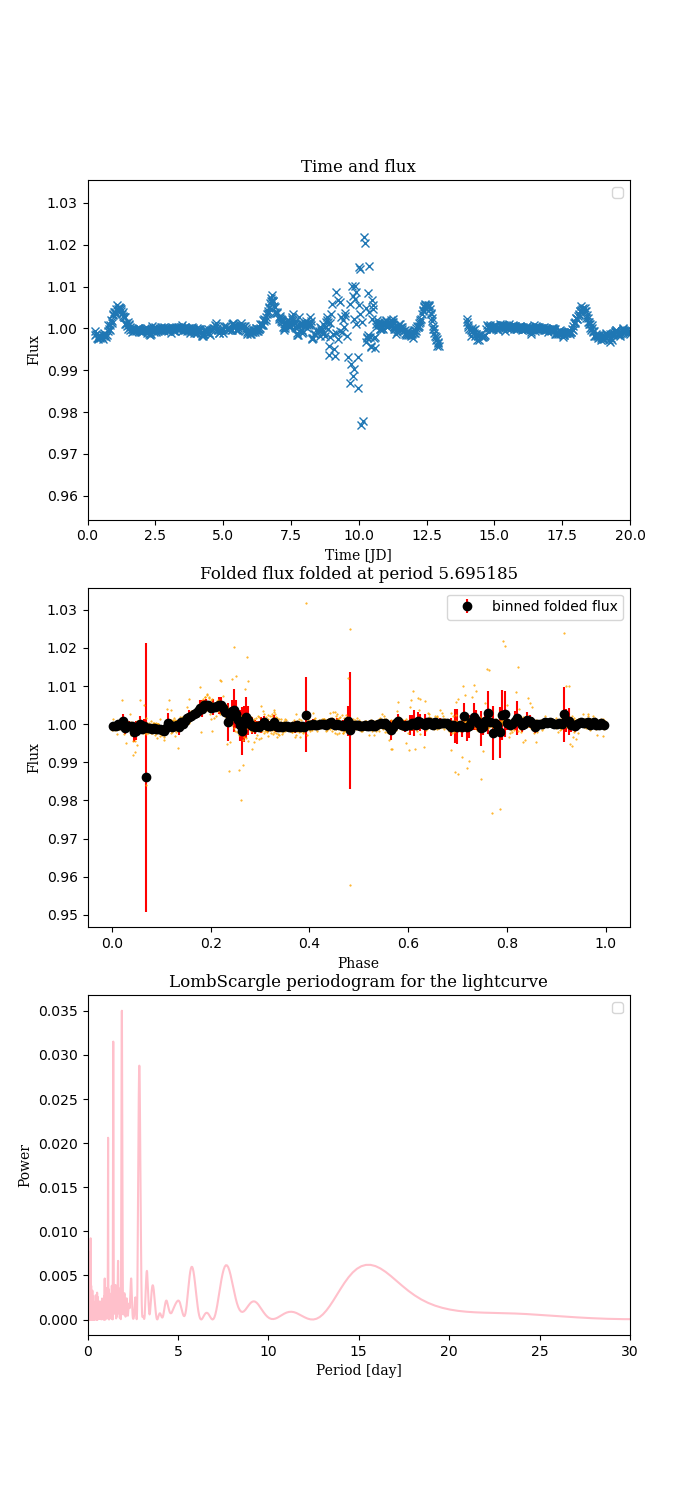 Time and flux
Flux
1.03
1.02
1.01
1.00
0.99
0.98
0.97
0.96
0.0 2.5 5.0 7.5 10.0 12.5 15.0 17.5 20.0
Time [JD]
Folded flux folded at period 5.695185
binned folded flux
Flux
1.03
1.02
1.01
1.00
0.99
0.98
0.97
0.96
0.95
0.0 0.2 0.4 0.6 0.8 1.0
Phase
LombScargle periodogram for the lightcurve
Power
0.035
0.030
0.025
0.020
0.015
0.010
0.005
0.000
0 5 10 15 20 25 30
Period [day]